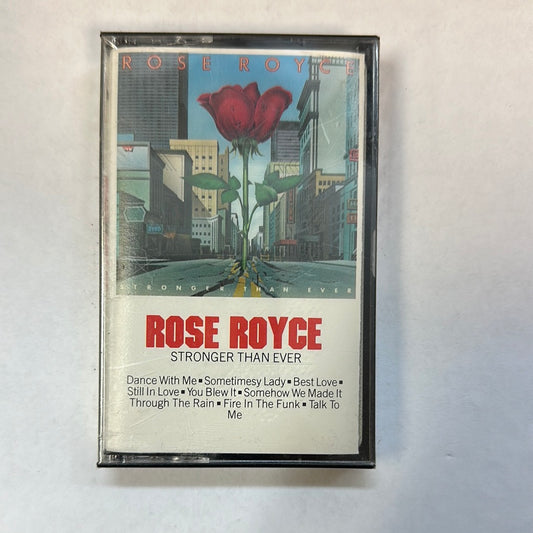 ROSE ROYCE
STRONGER THAN EVER
ROSE ROYCE
STRONGER THAN EVER
Dance With Me ▪ Sometimesy Lady ▪ Best Love ▪
Still In Love ▪ You Blew It ▪ Somehow We Made It
Through The Rain ▪ Fire In The Funk ▪ Talk To
Me